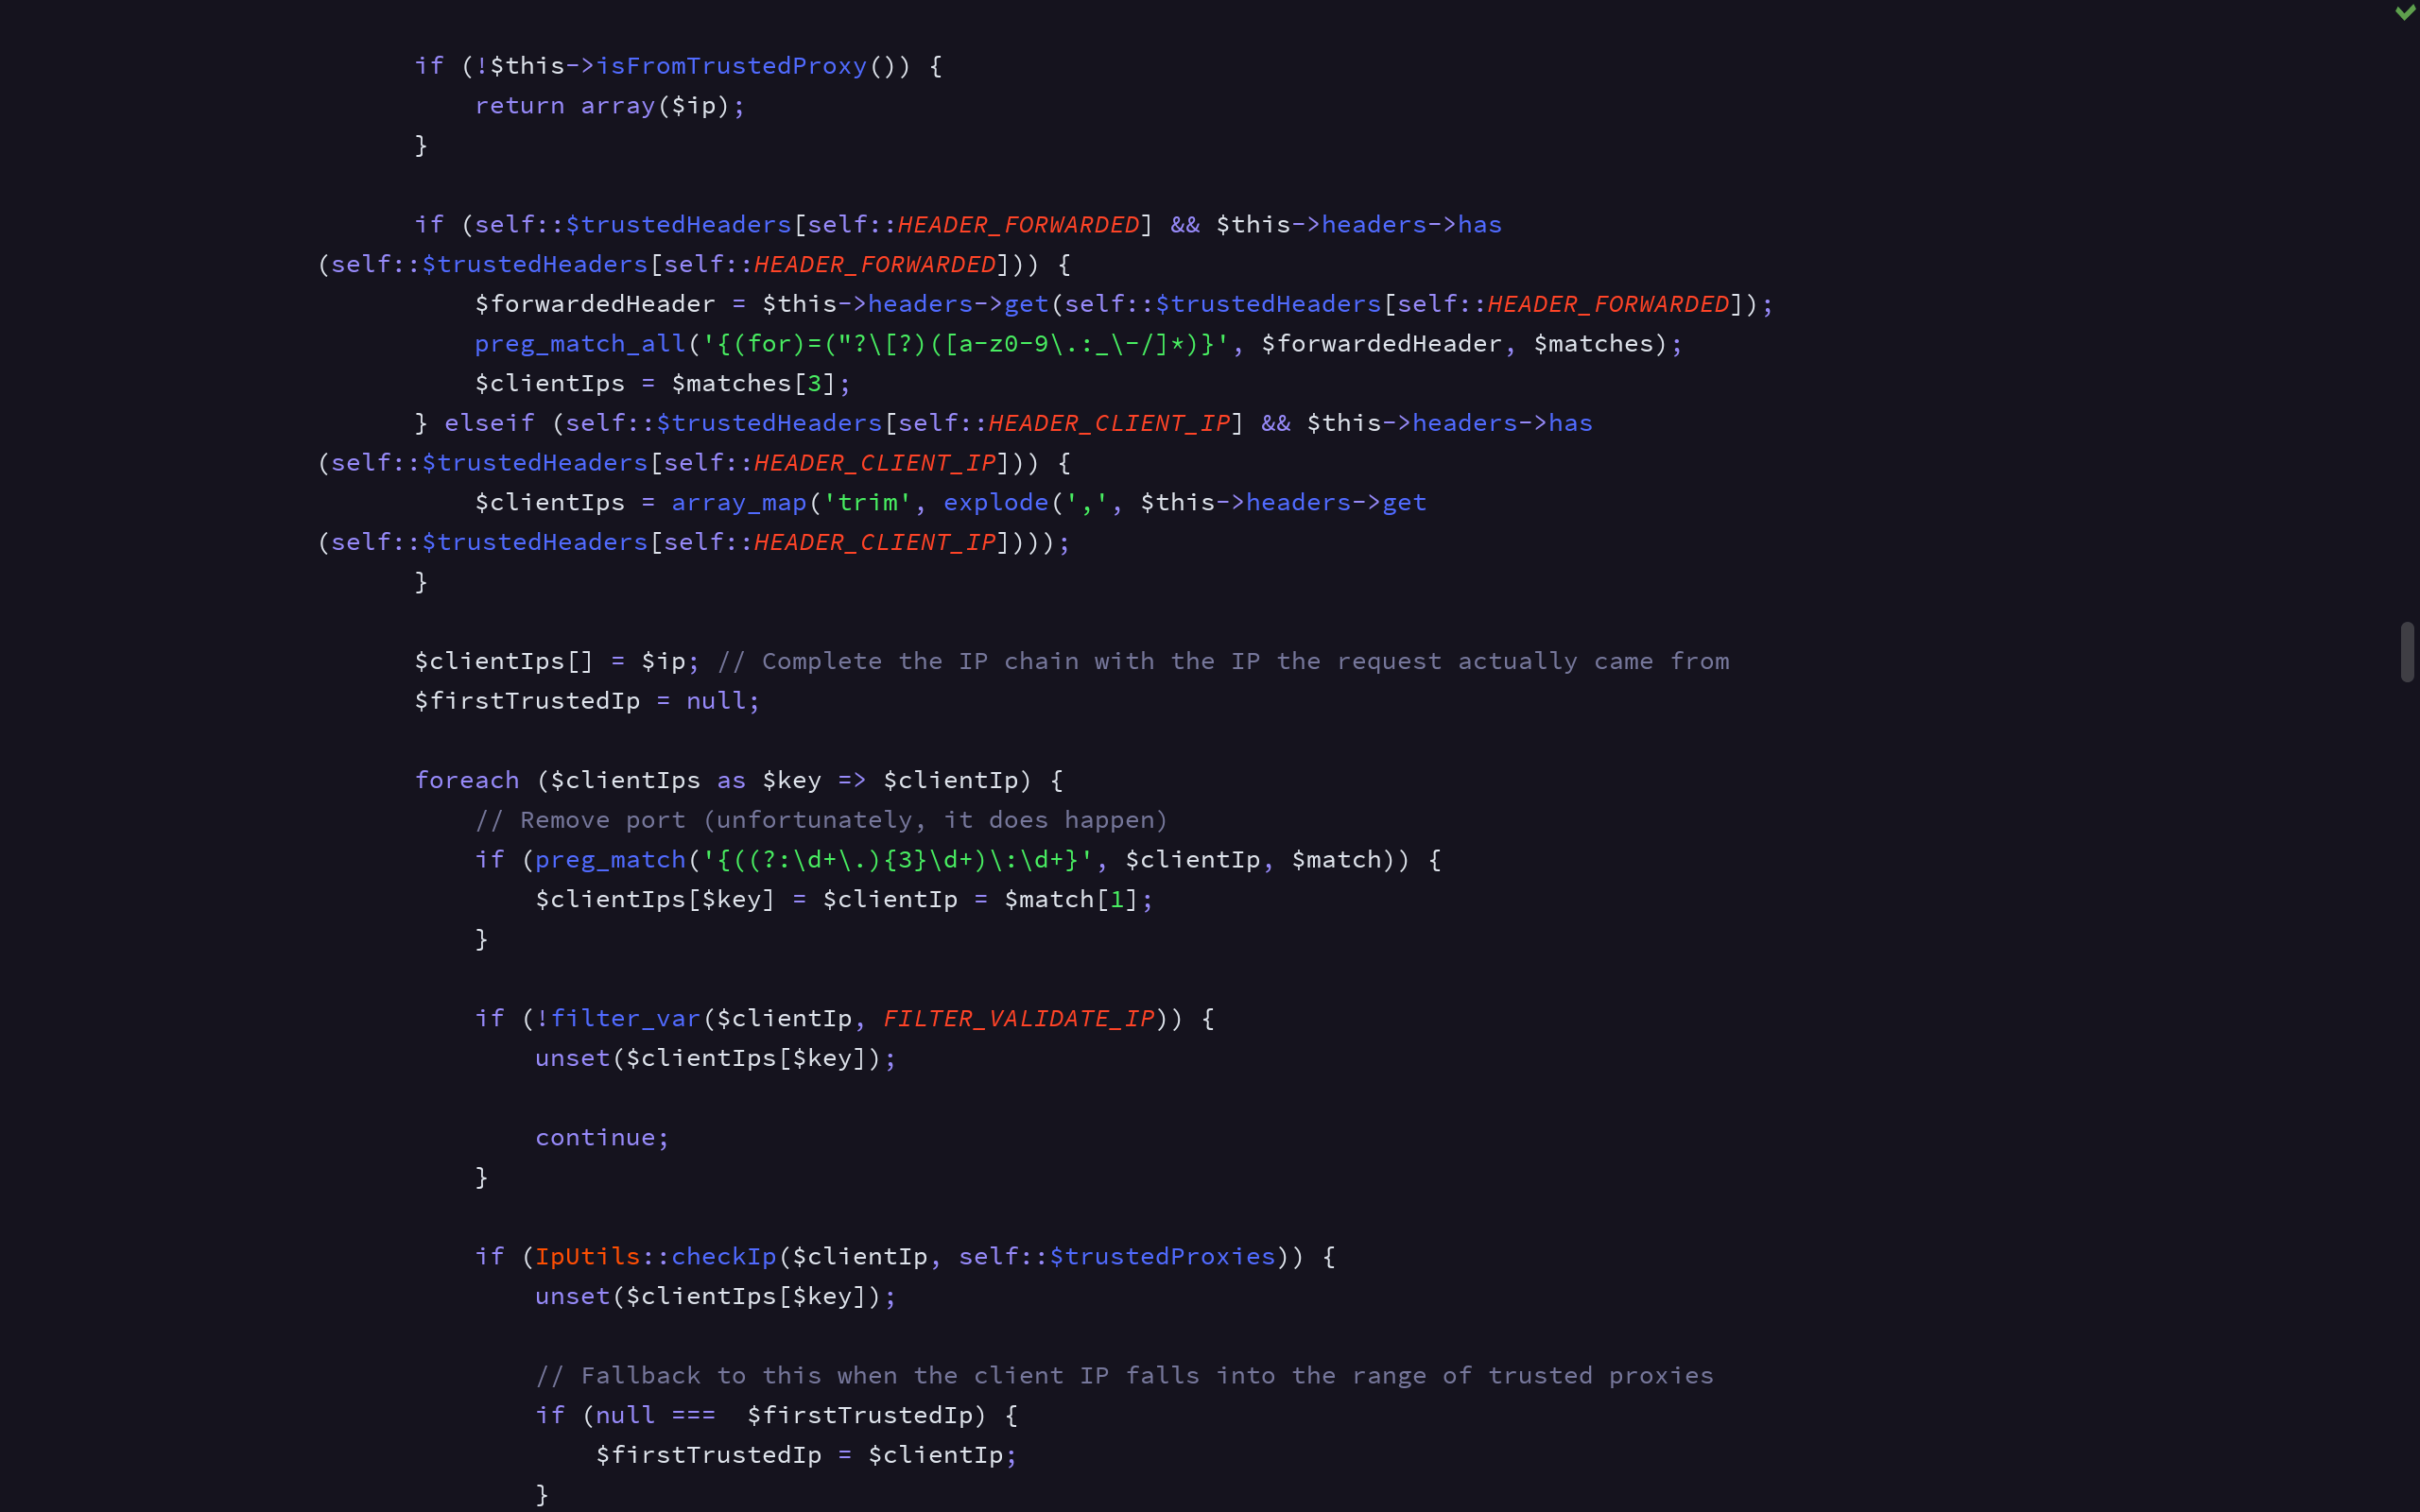 if (!$this->isFromTrustedProxy()) {
return array($ip);
}
if (self::$trustedHeaders[self::HEADER_FORWARDED] && $this->headers->has
(self::$trustedHeaders[self::HEADER_FORWARDED])) {
$forwardedHeader = $this->headers->get(self::$trustedHeaders[self::HEADER_FORWARDED]);
preg_match_all('{(for)=("?\[?)([a-z0-9\.:_\-/]*)}', $forwardedHeader, $matches);
$clientIps = $matches[3];
} elseif (self::$trustedHeaders[self::HEADER_CLIENT_IP] && $this->headers->has
(self::$trustedHeaders[self::HEADER_CLIENT_IP])) {
$clientIps = array_map('trim', explode(',', $this->headers->get
(self::$trustedHeaders[self::HEADER_CLIENT_IP])));
}
$clientIps[] = $ip; // Complete the IP chain with the IP the request actually came from
$firstTrustedIp = null;
foreach ($clientIps as $key => $clientIp) {
// Remove port (unfortunately, it does happen)
if (preg_match('{((?:\d+\.){3}\d+)\:\d+}', $clientIp, $match)) {
$clientIps[$key] = $clientIp = $match[1];
}
if (!filter_var($clientIp, FILTER_VALIDATE_IP)) {
unset($clientIps[$key]);
continue;
}
if (IpUtils::checkIp($clientIp, self::$trustedProxies)) {
unset($clientIps[$key]);
// Fallback to this when the client IP falls into the range of trusted proxies
if (null ===  $firstTrustedIp) {
$firstTrustedIp = $clientIp;
}